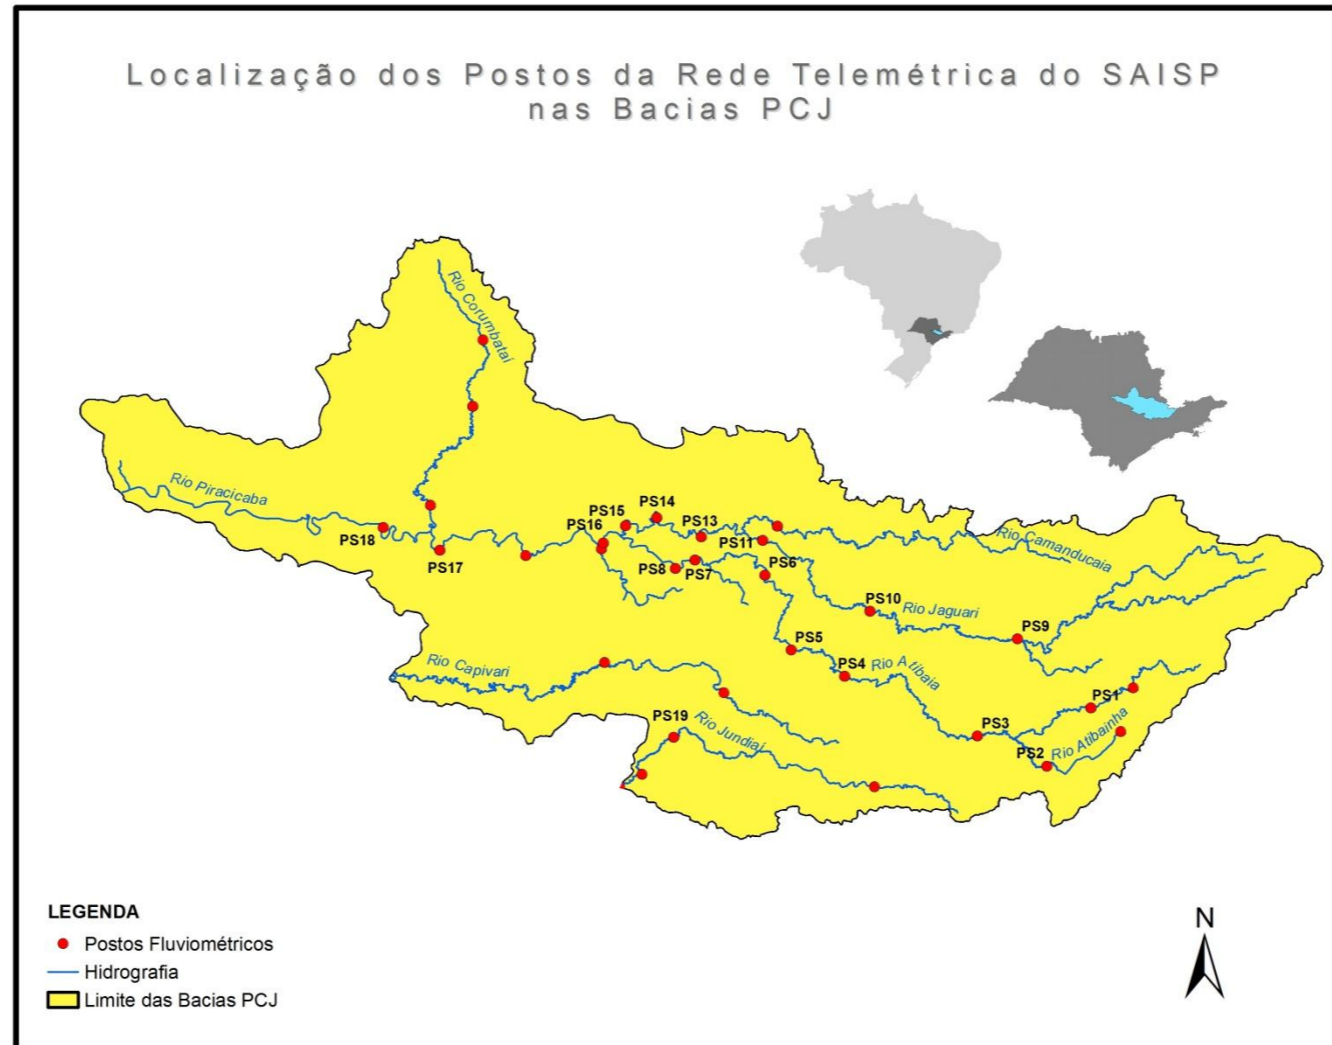 Localização dos Postos da Rede Telemétrica do SAISP
nas Bacias PCJ
Rio Corumbataí
Rio Piracicaba
PS18
PS17
PS16
PS15
PS14
PS13
PS11
PS8
PS7
PS6
Rio Camanducaia
PS10
Rio Jaguari
PS9
PS5
PS4
Rio Atibaia
Rio Capivari
PS19
Rio Jundiaí
PS3
PS1
PS2
Rio Atibainha
LEGENDA
Postos Fluviométricos
Hidrografia
Limite das Bacias PCJ
N